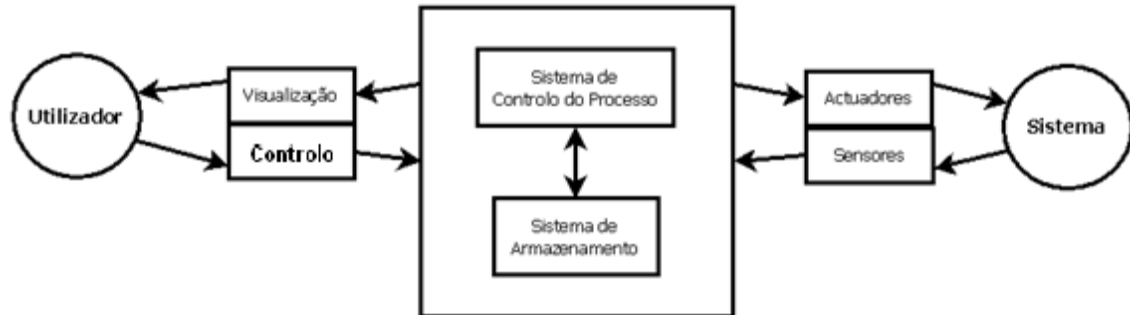 Utilizador
Visualização
Controlo
Sistema de
Controlo do Processo
Sistema de
Armazenamento
Actuadores
Sensores
Sistema